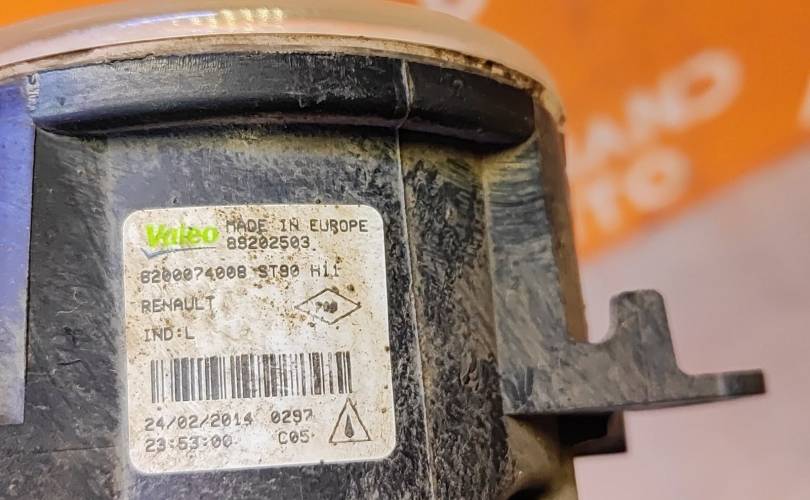 Valeo MADE IN EUROPE
89202503
8200074008 ST90 H11
RENAULT
IND:L
24/02/2014 0297
23:53:00 C05